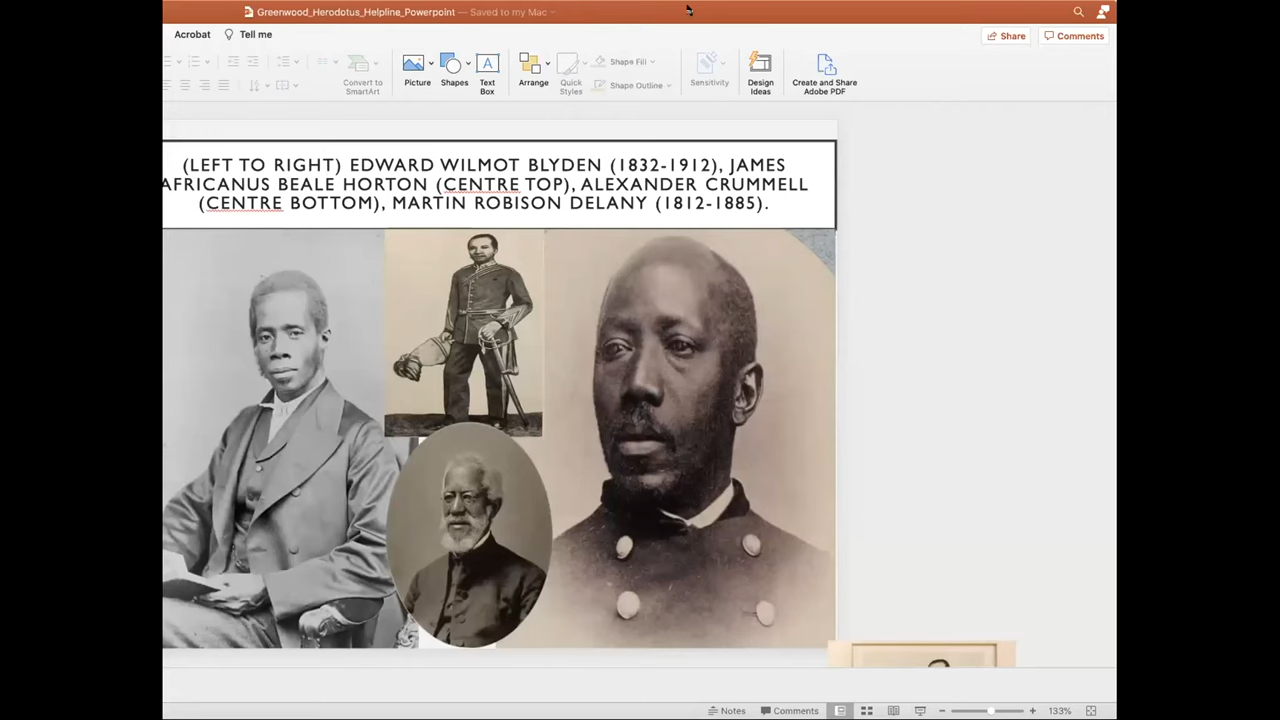 Greenwood_Herodotus_Helpline_Powerpoint — Saved to my Mac
Acrobat Tell me Share Comments
Convert to SmartArt
Picture Shapes Text Box
Arrange Quick Styles
Shape Fill
Shape Outline
Sensitivity
Design Ideas
Create and Share Adobe PDF
(LEFT TO RIGHT) EDWARD WILMOT BLYDEN (1832-1912), JAMES
AFRICANUS BEALE HORTON (CENTRE TOP), ALEXANDER CRUMMELL
(CENTRE BOTTOM), MARTIN ROBISON DELANY (1812-1885).
Notes Comments 133%